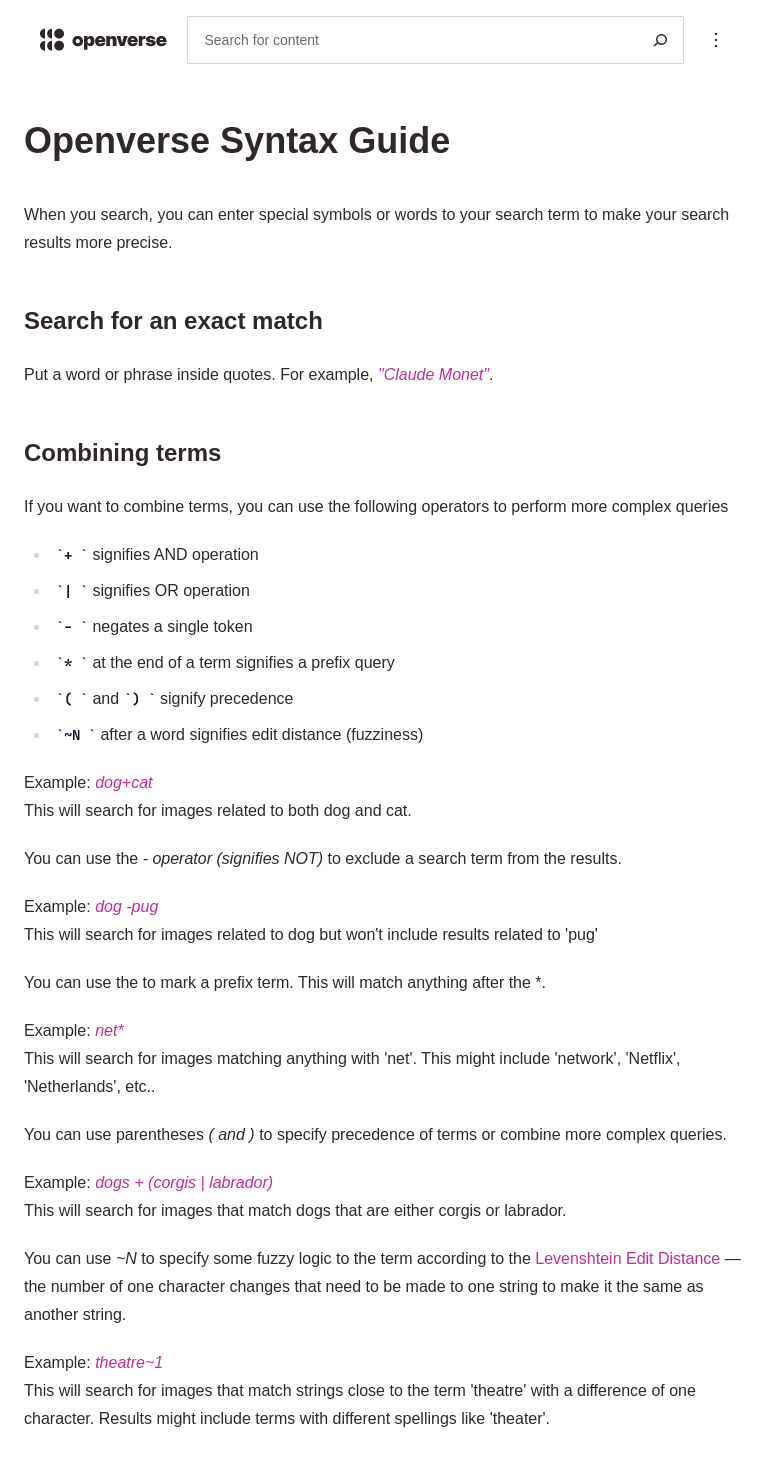 openverse
Search for content
Openverse Syntax Guide
When you search, you can enter special symbols or words to your search term to make your search
results more precise.
Search for an exact match
Put a word or phrase inside quotes. For example, "Claude Monet".
Combining terms
If you want to combine terms, you can use the following operators to perform more complex queries
`+ ` signifies AND operation
`| ` signifies OR operation
`- ` negates a single token
`* ` at the end of a term signifies a prefix query
`( ` and `) ` signify precedence
`~N ` after a word signifies edit distance (fuzziness)
Example: dog+cat
This will search for images related to both dog and cat.
You can use the - operator (signifies NOT) to exclude a search term from the results.
Example: dog -pug
This will search for images related to dog but won't include results related to 'pug'
You can use the to mark a prefix term. This will match anything after the *.
Example: net*
This will search for images matching anything with 'net'. This might include 'network', 'Netflix',
'Netherlands', etc..
You can use parentheses ( and ) to specify precedence of terms or combine more complex queries.
Example: dogs + (corgis | labrador)
This will search for images that match dogs that are either corgis or labrador.
You can use ~N to specify some fuzzy logic to the term according to the Levenshtein Edit Distance —
the number of one character changes that need to be made to one string to make it the same as
another string.
Example: theatre~1
This will search for images that match strings close to the term 'theatre' with a difference of one
character. Results might include terms with different spellings like 'theater'.